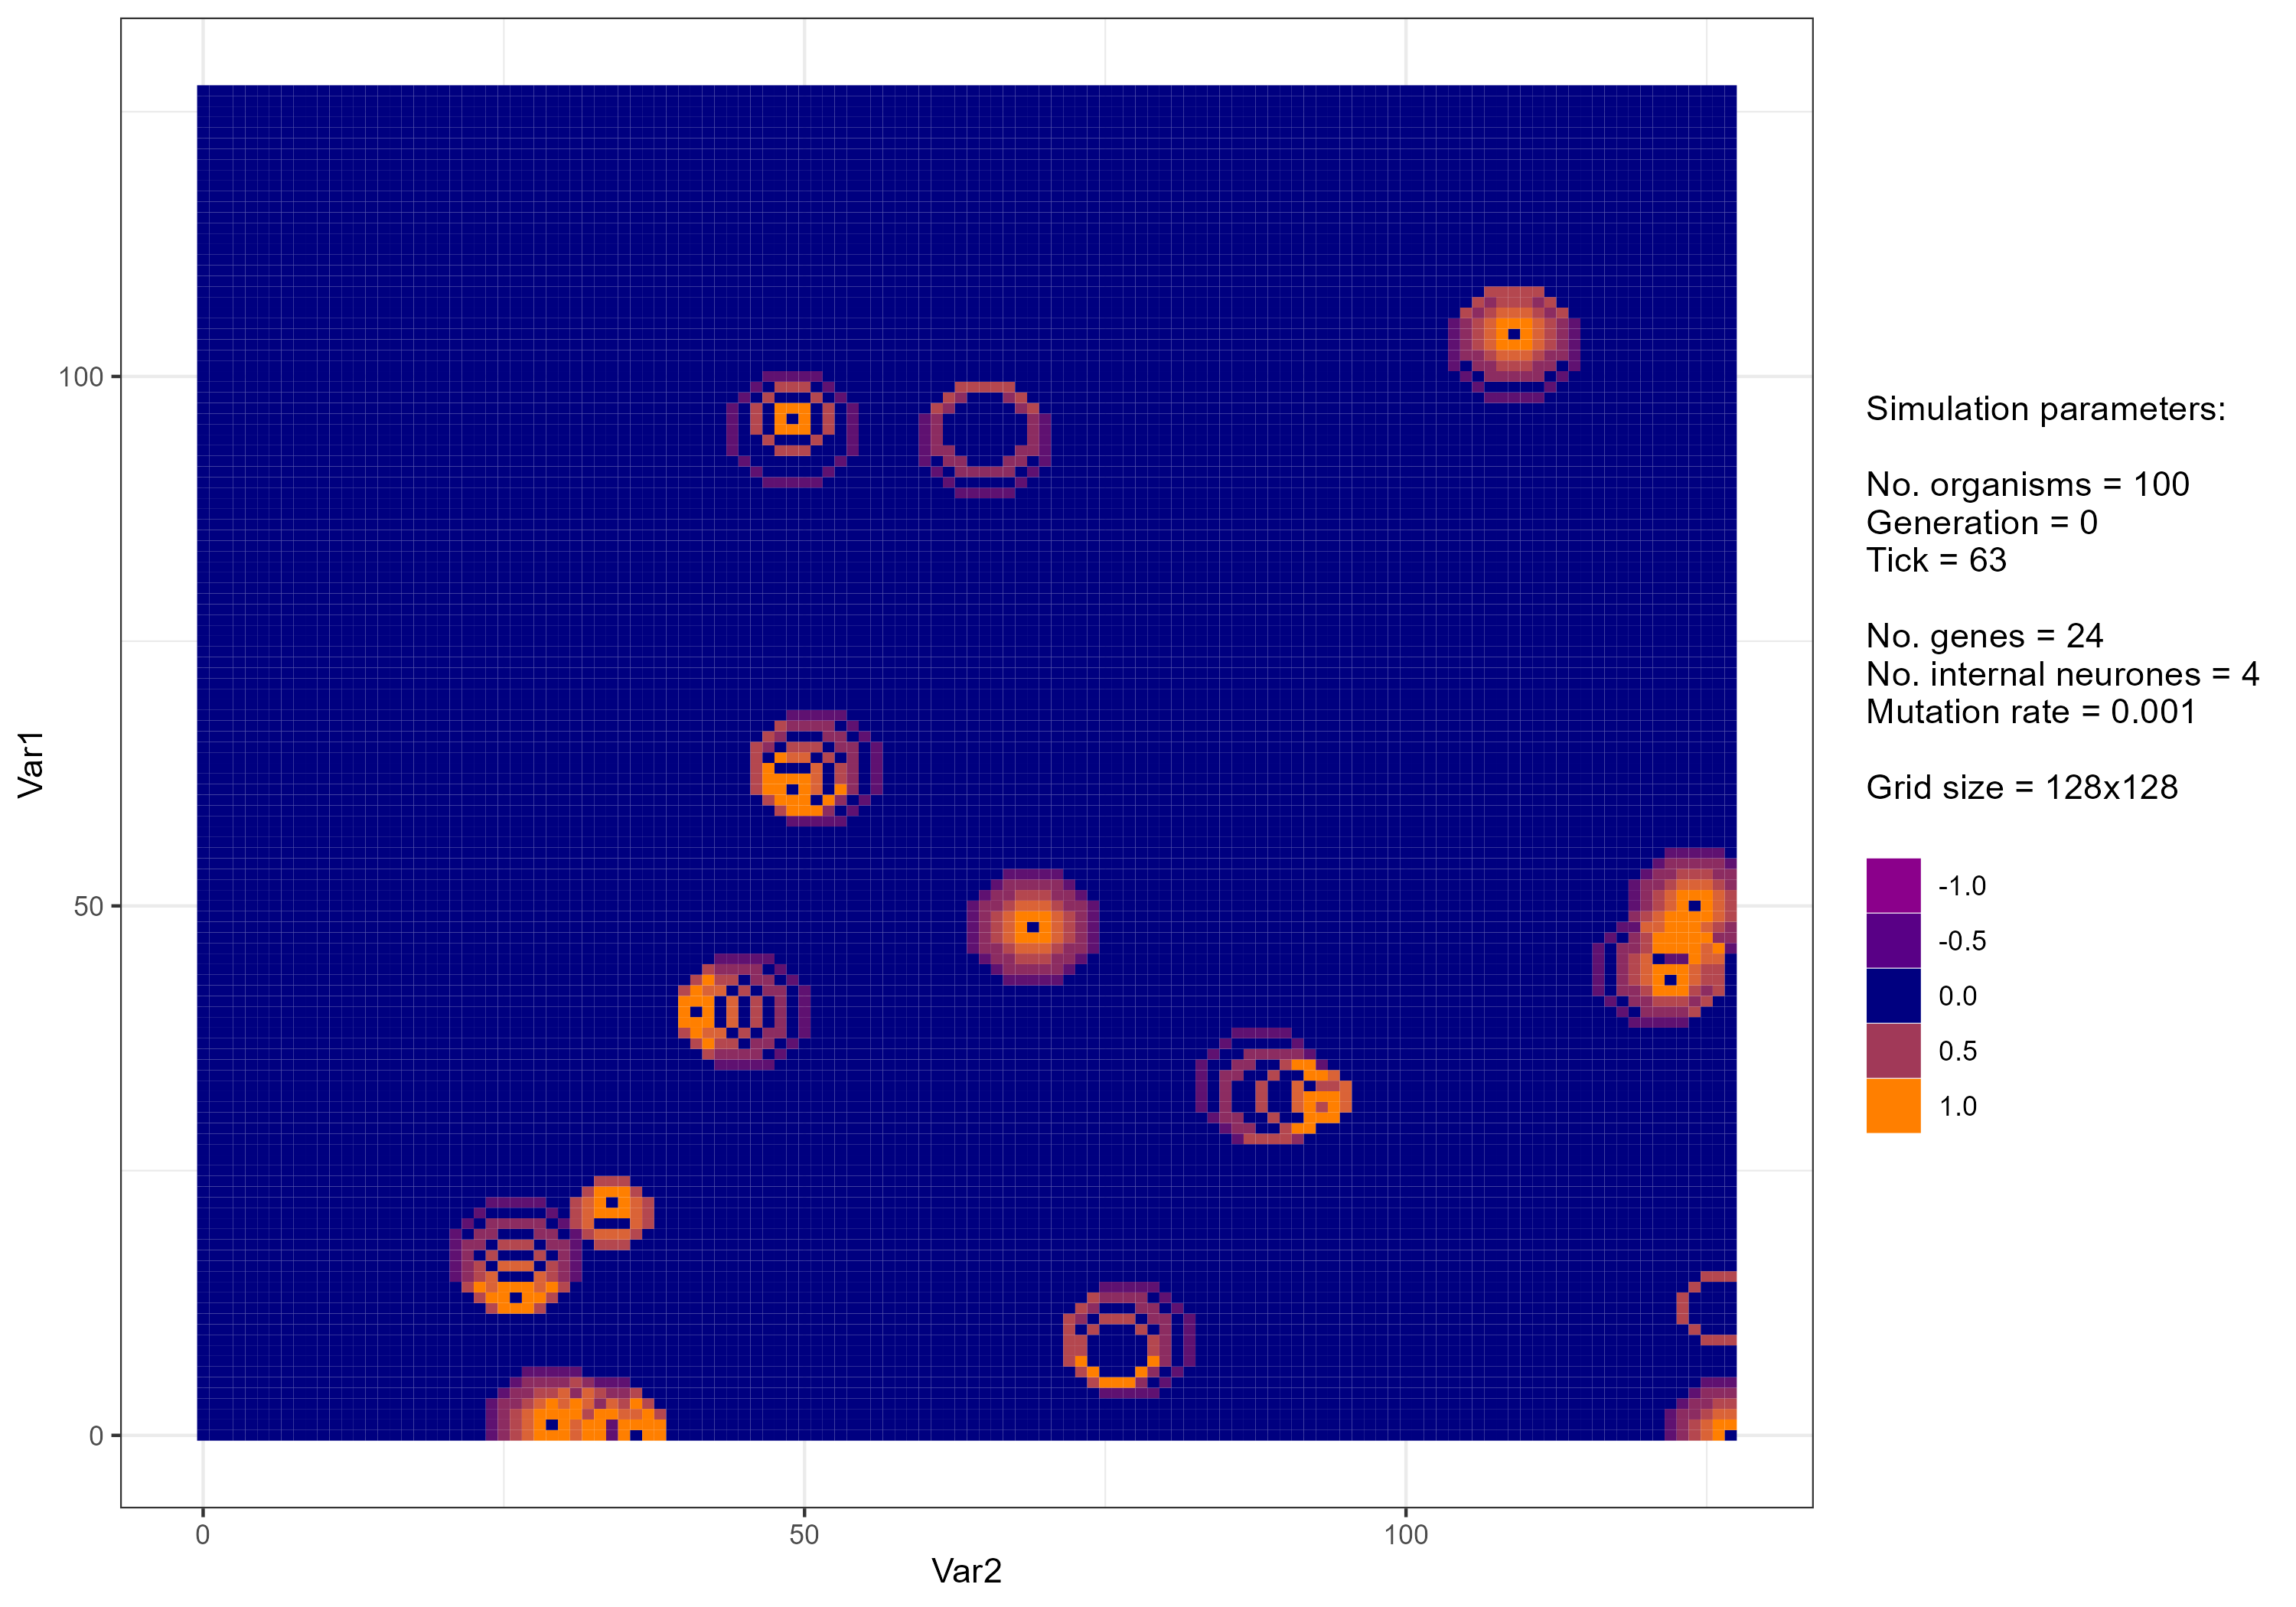 Var1
100
50
0
0
50
100
Var2
Simulation parameters:
No. organisms = 100
Generation = 0
Tick = 63
No. genes = 24
No. internal neurones = 4
Mutation rate = 0.001
Grid size = 128x128
-1.0
-0.5
0.0
0.5
1.0